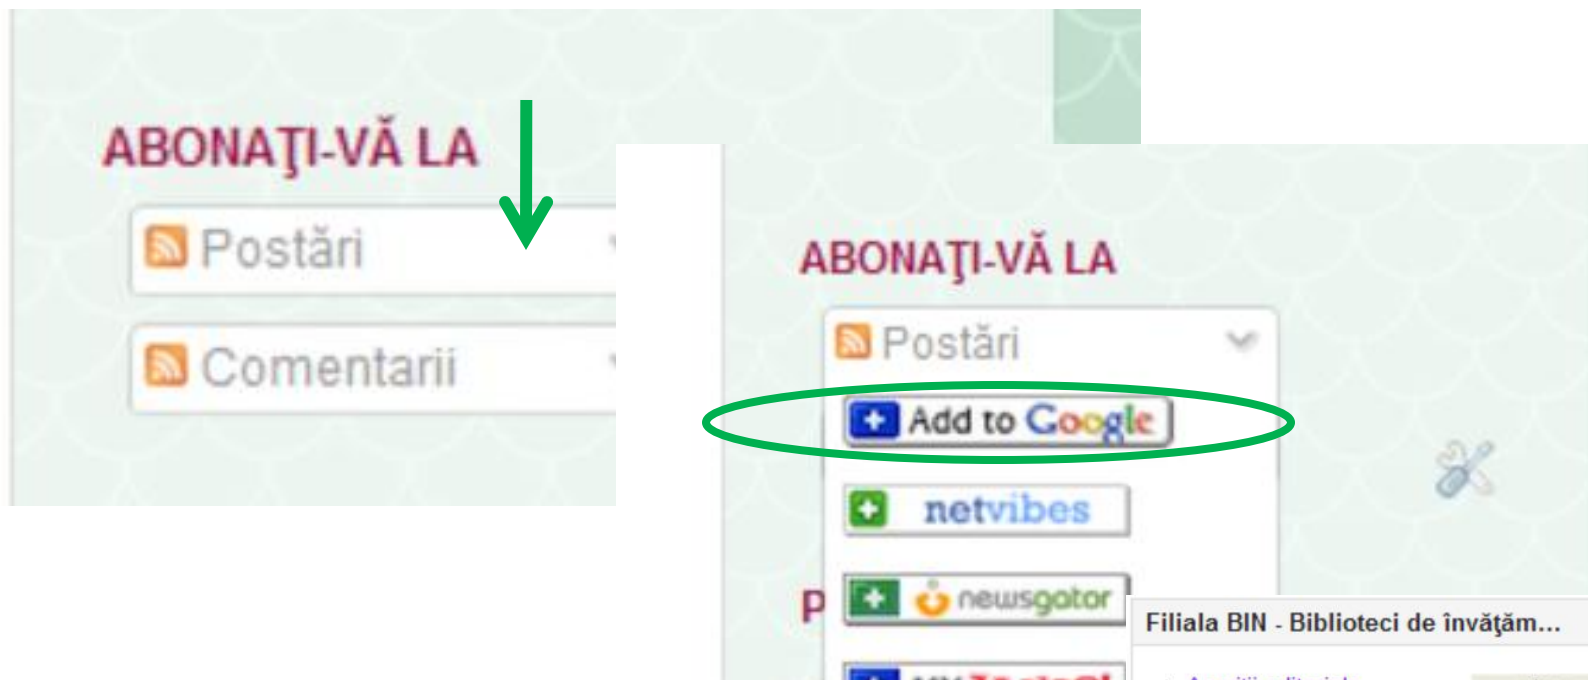 ABONAŢI-VĂ LA
Postări
Comentarii
ABONAŢI-VĂ LA
Postări
Add to Google
netvibes
newsgator
P
Filiala BIN - Biblioteci de învăţăm...